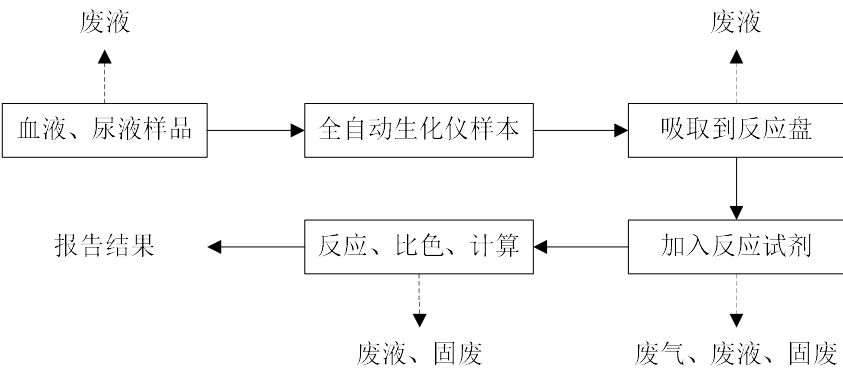 废液
废液
血液、尿液样品
全自动生化仪样本
吸取到反应盘
报告结果
反应、比色、计算
加入反应试剂
废液、固废
废气、废液、固废